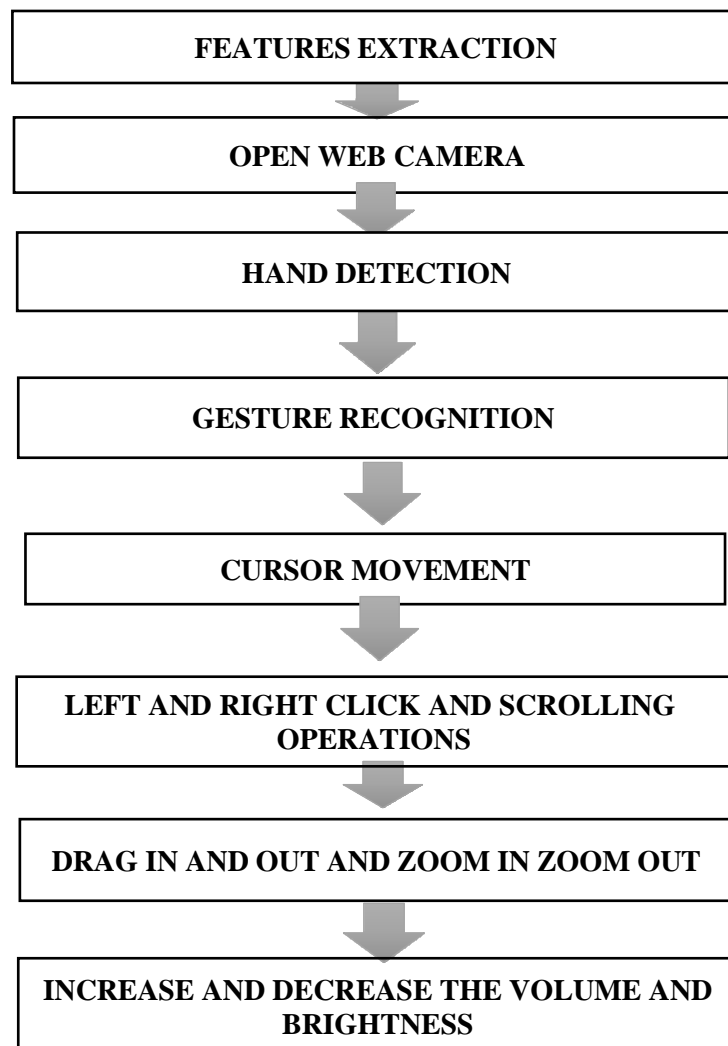 FEATURES EXTRACTION
OPEN WEB CAMERA
HAND DETECTION
GESTURE RECOGNITION
CURSOR MOVEMENT
LEFT AND RIGHT CLICK AND SCROLLING
OPERATIONS
DRAG IN AND OUT AND ZOOM IN ZOOM OUT
INCREASE AND DECREASE THE VOLUME AND
BRIGHTNESS